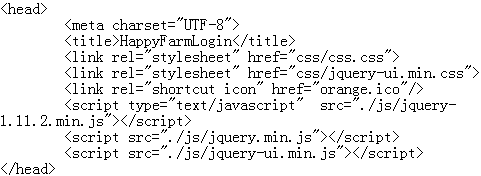 <head>
<meta charset="UTF-8">
<title>HappyFarmLogin</title>
<link rel="stylesheet" href="css/css.css">
<link rel="stylesheet" href="css/jquery-ui.min.css">
<link rel="shortcut icon" href="orange.ico"/>
<script type="text/javascript"  src="./js/jquery-
1.11.2.min.js"></script>
<script src="./js/jquery.min.js"></script>
<script src="./js/jquery-ui.min.js"></script>
</head>